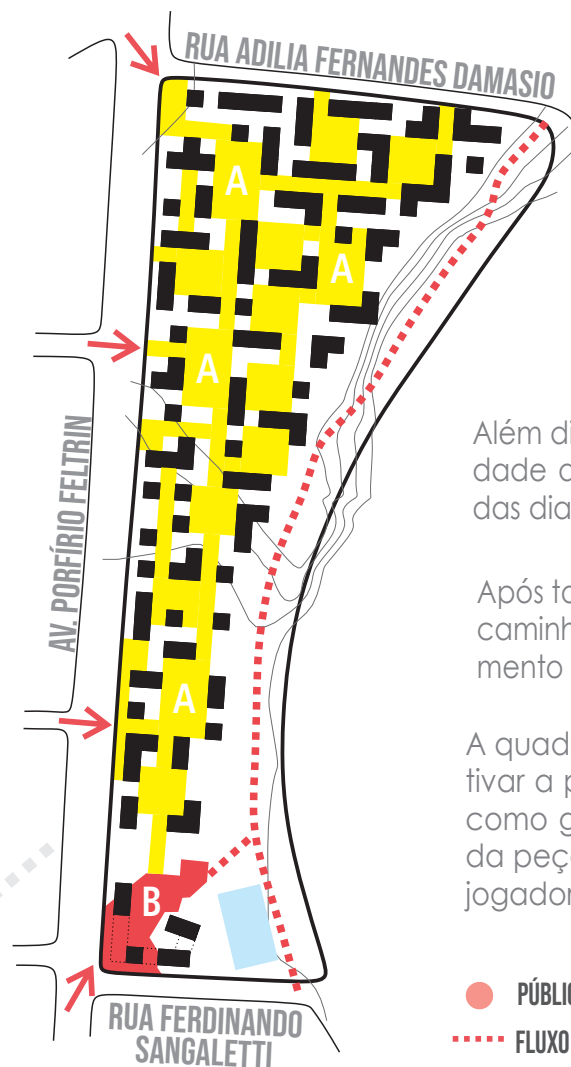 RUA ADILIA FERNANDES DAMASIO
A
A
A
AV. PORFÍRIO FELTRIN
A
B
RUA FERDINANDO
SANGALETTI
Além di
dade
das dia
Após to
caminh
mento
A quad
tivar a p
como g
da peç
jogador
PÚBLIC
FLUXO